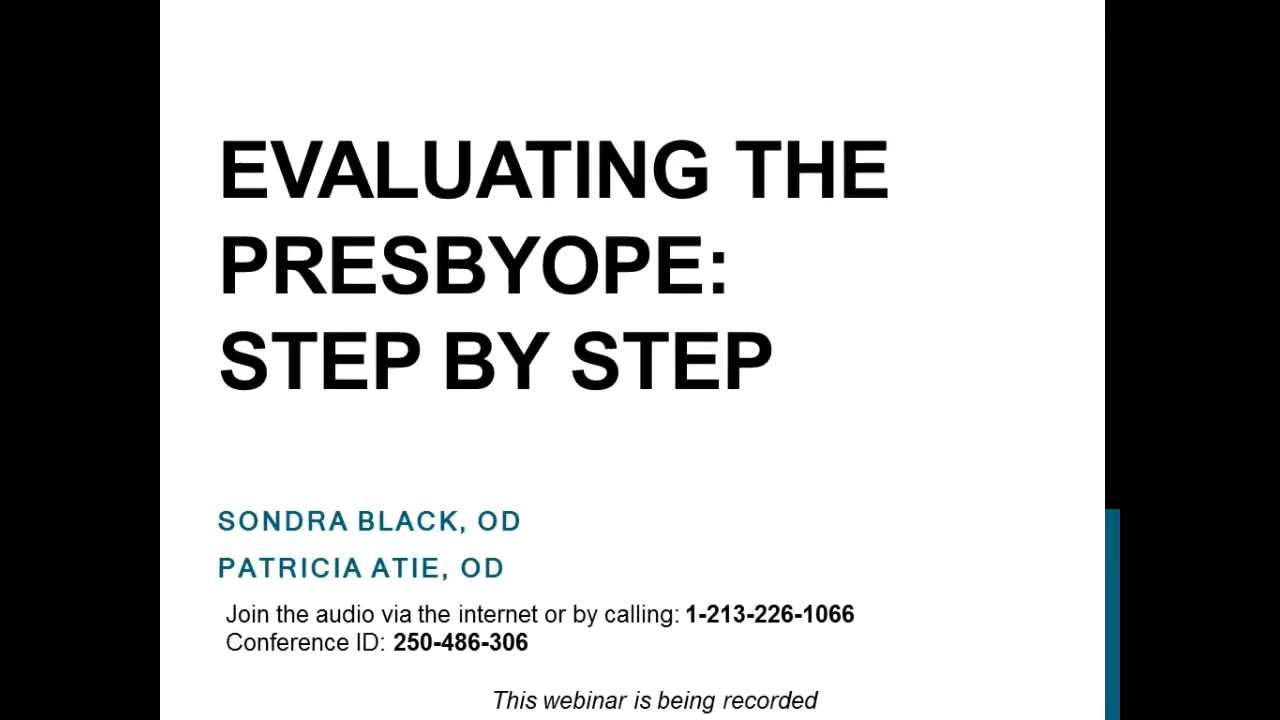 EVALUATING THE
PRESBYOPE:
STEP BY STEP
SONDRA BLACK, OD
PATRICIA ATIE, OD
Join the audio via the internet or by calling: 1-213-226-1066
Conference ID: 250-486-306
This webinar is being recorded